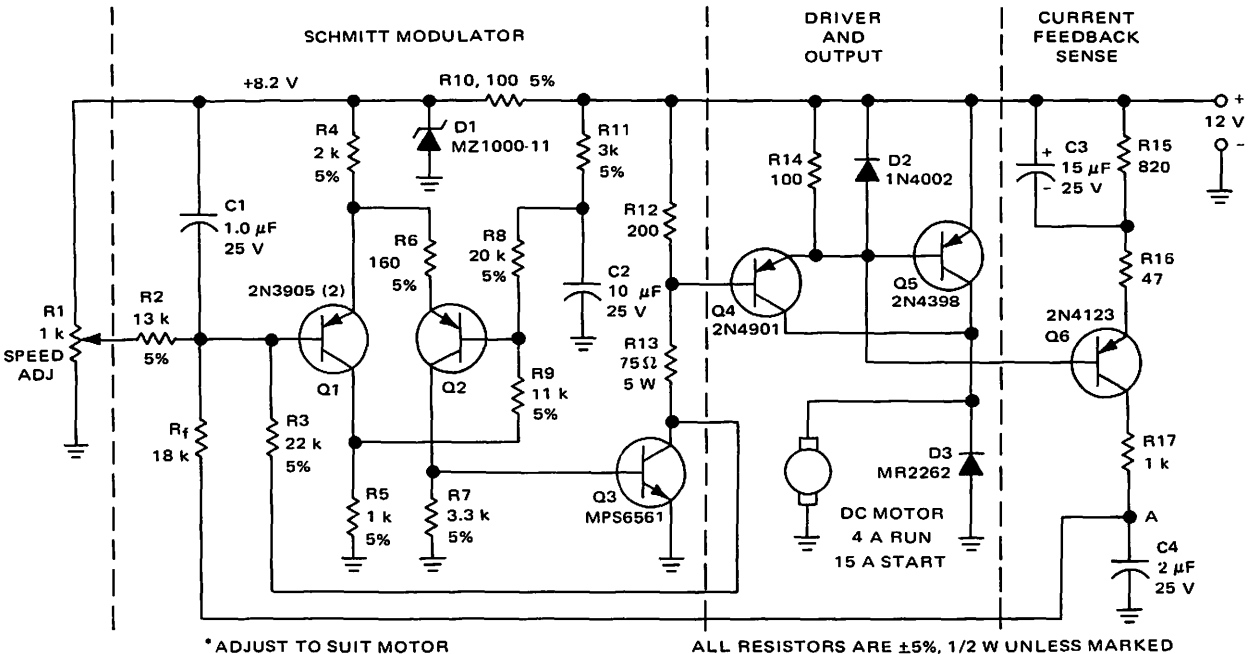 SCHMITT MODULATOR
DRIVER
AND
OUTPUT
CURRENT
FEEDBACK
SENSE
+8.2 V
R10, 100 5%
R4
2 k
5%
D1
MZ1000-11
R11
3k
5%
R14
100
D2
1N4002
C3
15 μF
25 V
+
−
R15
820
+
12 V
−
C1
1.0 μF
25 V
R6
160
5%
R8
20 k
5%
R12
200
C2
10 μF
25 V
Q5
2N4398
R16
47
R1
1 k
SPEED
ADJ
R2
13 k
5%
2N3905 (2)
Q1
Q2
Q4
2N4901
2N4123
Q6
R13
75Ω
5 W
R9
11 k
5%
Rf
18 k
R3
22 k
5%
R5
1 k
5%
R7
3.3 k
5%
Q3
MPS6561
D3
MR2262
DC MOTOR
4 A RUN
15 A START
R17
1 k
A
C4
2 μF
25 V
*ADJUST TO SUIT MOTOR
ALL RESISTORS ARE ±5%, 1/2 W UNLESS MARKED